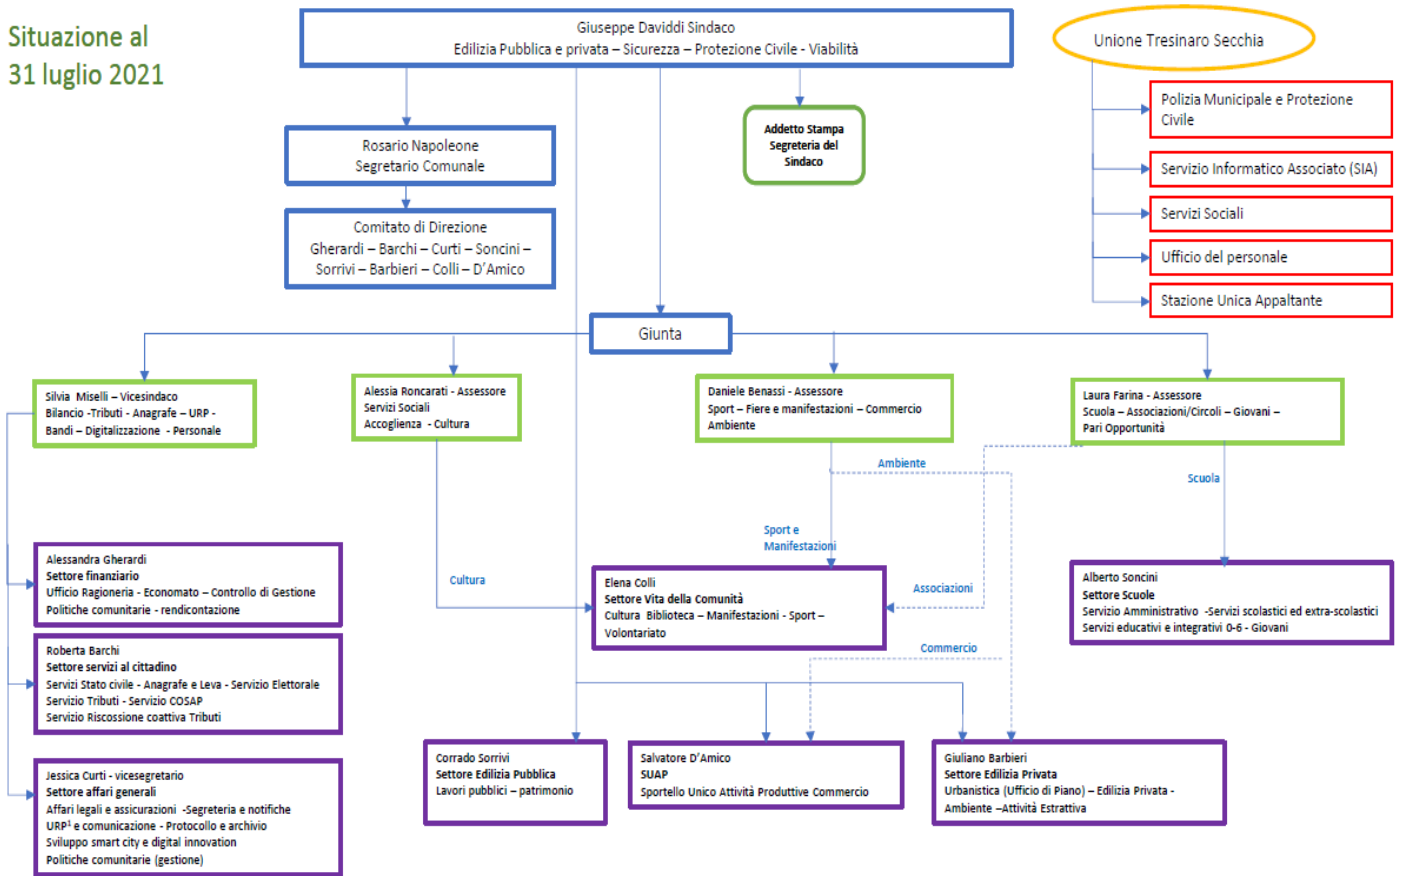 Situazione al
31 luglio 2021
Giuseppe Daviddi Sindaco
Edilizia Pubblica e privata – Sicurezza – Protezione Civile - Viabilità
Unione Tresinaro Secchia
Polizia Municipale e Protezione
Civile
Servizio Informatico Associato (SIA)
Servizi Sociali
Ufficio del personale
Stazione Unica Appaltante
Addetto Stampa
Segreteria del
Sindaco
Rosario Napoleone
Segretario Comunale
Comitato di Direzione
Gherardi – Barchi – Curti – Soncini –
Sorrivi – Barbieri – Colli – D'Amico
Giunta
Silvia Miselli – Vicesindaco
Bilancio -Tributi - Anagrafe – URP -
Bandi – Digitalizzazione - Personale
Alessia Roncarati - Assessore
Servizi Sociali
Accoglienza - Cultura
Daniele Benassi - Assessore
Sport – Fiere e manifestazioni – Commercio
Ambiente
Laura Farina - Assessore
Scuola – Associazioni/Circoli – Giovani –
Pari Opportunità
Ambiente
Scuola
Sport e
Manifestazioni
Cultura
Associazioni
Commercio
Alessandra Gherardi
Settore finanziario
Ufficio Ragioneria - Economato – Controllo di Gestione
Politiche comunitarie - rendicontazione
Elena Colli
Settore Vita della Comunità
Cultura Biblioteca – Manifestazioni - Sport –
Volontariato
Alberto Soncini
Settore Scuole
Servizio Amministrativo -Servizi scolastici ed extra-scolastici
Servizi educativi e integrativi 0-6 - Giovani
Roberta Barchi
Settore servizi al cittadino
Servizi Stato civile - Anagrafe e Leva - Servizio Elettorale
Servizio Tributi - Servizio COSAP
Servizio Riscossione coattiva Tributi
Corrado Sorrivi
Settore Edilizia Pubblica
Lavori pubblici – patrimonio
Salvatore D'Amico
SUAP
Sportello Unico Attività Produttive Commercio
Giuliano Barbieri
Settore Edilizia Privata
Urbanistica (Ufficio di Piano) – Edilizia Privata -
Ambiente –Attività Estrattiva
Jessica Curti - vicesegretario
Settore affari generali
Affari legali e assicurazioni -Segreteria e notifiche
URP¹ e comunicazione - Protocollo e archivio
Sviluppo smart city e digital innovation
Politiche comunitarie (gestione)